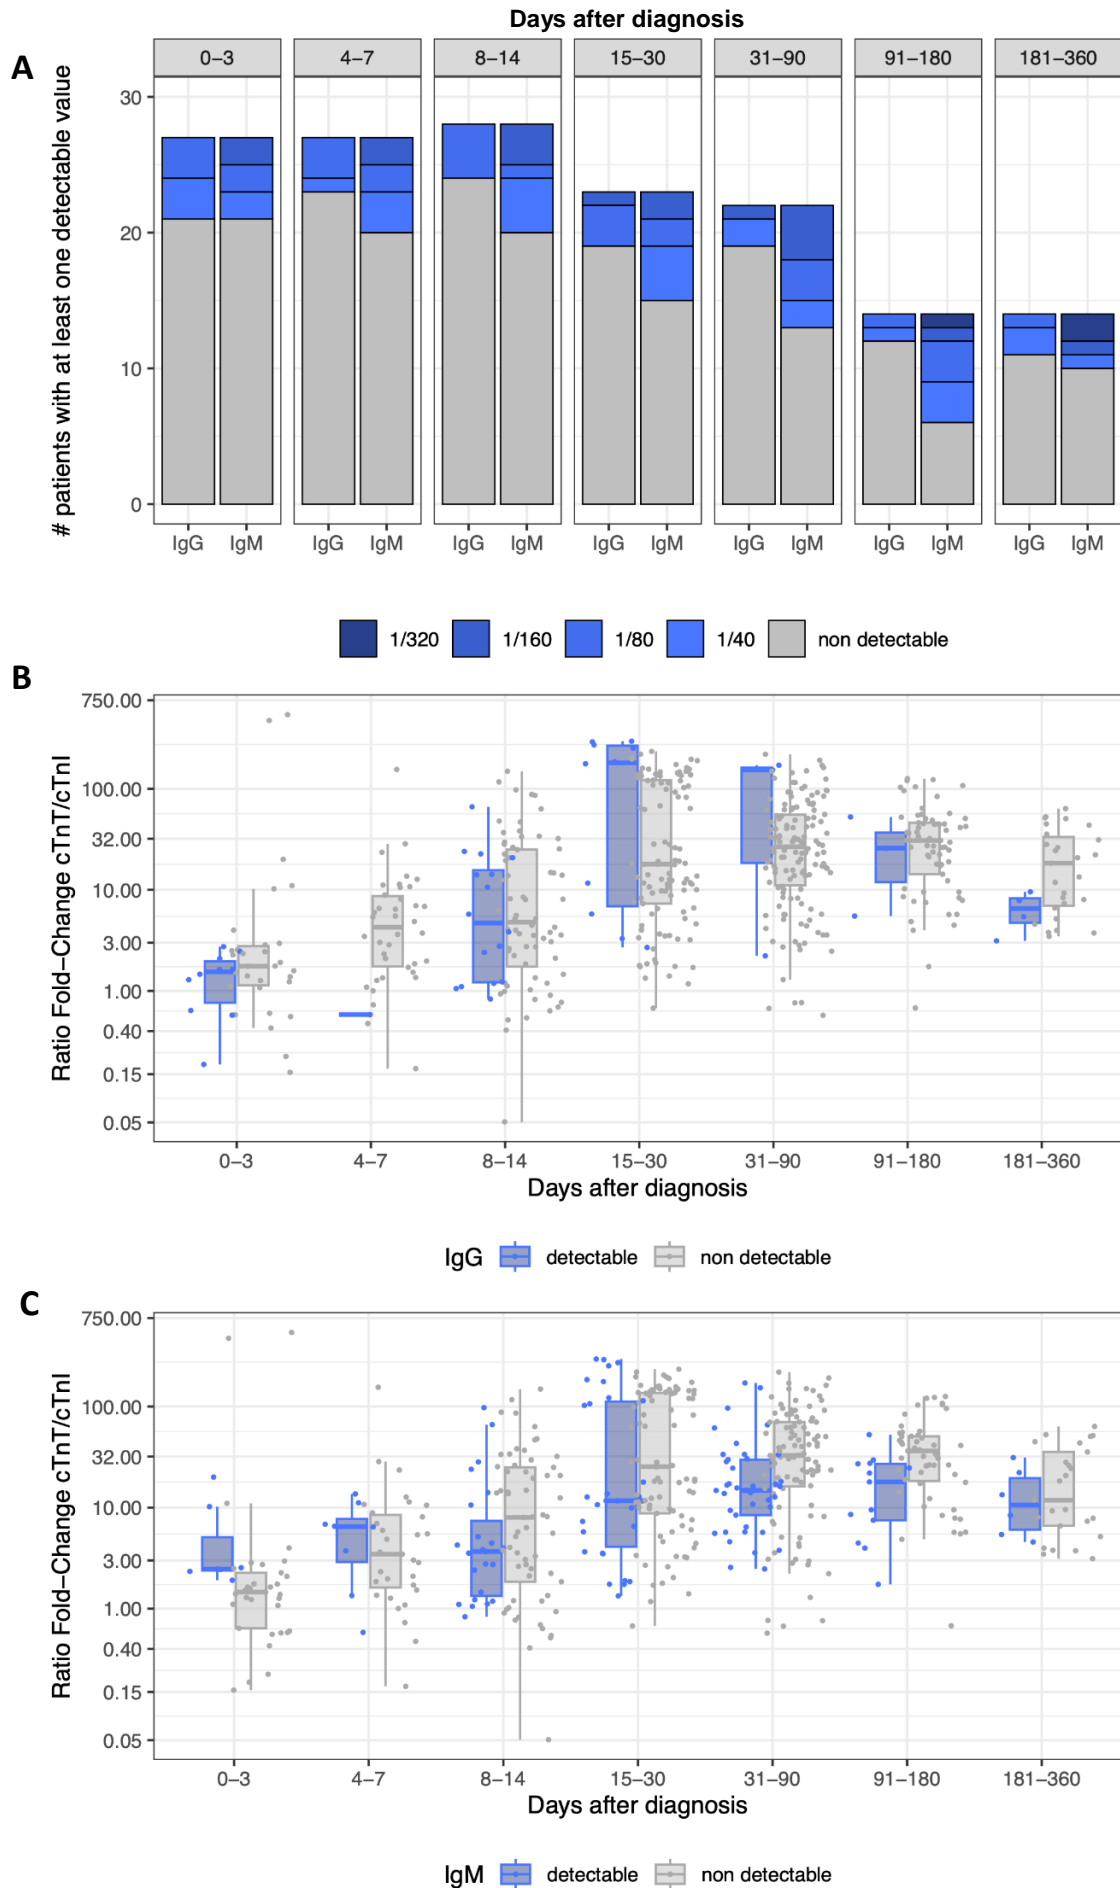 Days after diagnosis
A
0–3 4–7 8–14 15–30 31–90 91–180 181–360
# patients with at least one detectable value
30
20
10
0
IgG IgM IgG IgM IgG IgM IgG IgM IgG IgM IgG IgM IgG IgM
1/320 1/160 1/80 1/40 non detectable
B
Ratio Fold–Change cTnT/cTnI
750.00
100.00
32.00
10.00
3.00
1.00
0.40
0.15
0.05
0–3 4–7 8–14 15–30 31–90 91–180 181–360
Days after diagnosis
IgG detectable non detectable
C
Ratio Fold–Change cTnT/cTnI
750.00
100.00
32.00
10.00
3.00
1.00
0.40
0.15
0.05
0–3 4–7 8–14 15–30 31–90 91–180 181–360
Days after diagnosis
IgM detectable non detectable